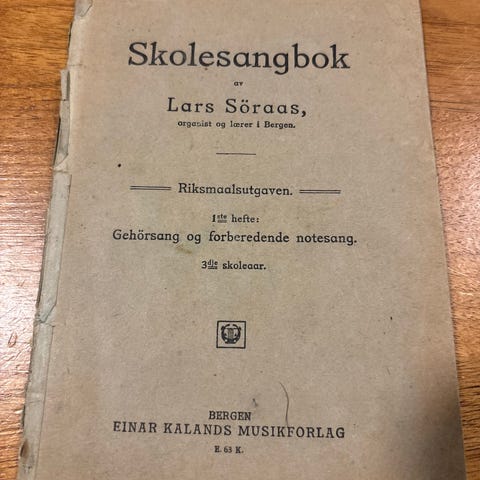 Skolesangbok
av
Lars Söraas,
organist og lærer i Bergen.
Riksmaalsutgaven.
1ste hefte:
Gehörsang og forberedende notesang.
3dje skoleaar.
BERGEN
EINAR KALANDS MUSIKFORLAG
E. 63 K.